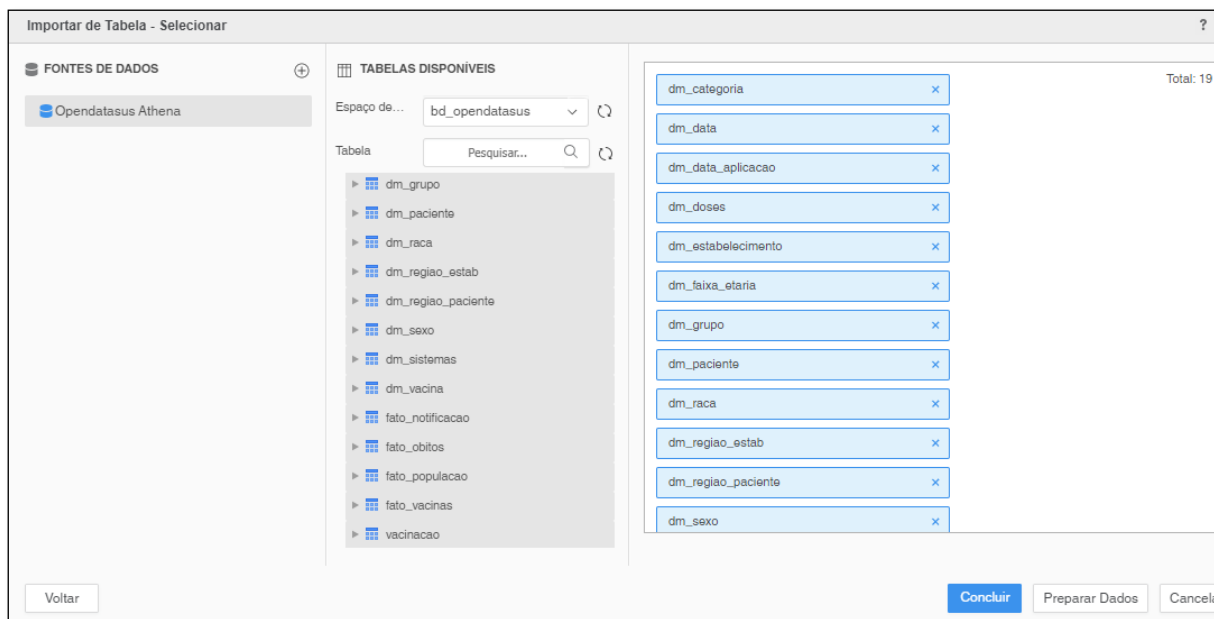 Importar de Tabela - Selecionar
?
FONTES DE DADOS
Opendatasus Athena
TABELAS DISPONÍVEIS
Espaço de...
bd_opendatasus
Tabela
Pesquisar...
dm_grupo
dm_paciente
dm_raca
dm_regiao_estab
dm_regiao_paciente
dm_sexo
dm_sistemas
dm_vacina
fato_notificacao
fato_obitos
fato_populacao
fato_vacinas
vacinacao
Total: 19
dm_categoria
dm_data
dm_data_aplicacao
dm_doses
dm_estabelecimento
dm_faixa_etaria
dm_grupo
dm_paciente
dm_raca
dm_regiao_estab
dm_regiao_paciente
dm_sexo
Voltar
Concluir
Preparar Dados
Cancela